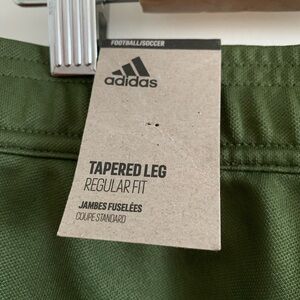 FOOTBALL/SOCCER
adidas
TAPERED LEG
REGULAR FIT
JAMBES FUSELÉES
COUPE STANDARD